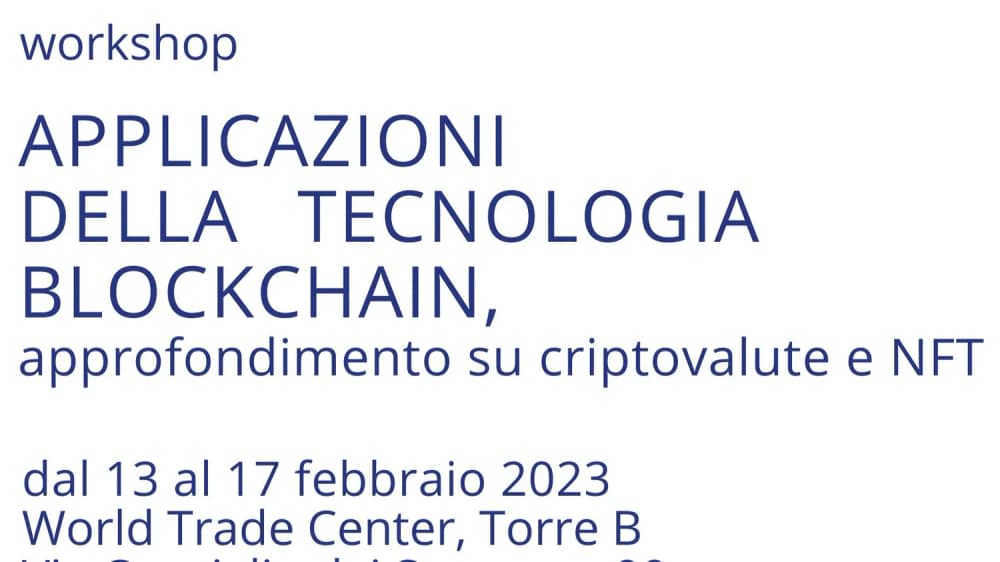 workshop
APPLICAZIONI
DELLA TECNOLOGIA
BLOCKCHAIN,
approfondimento su criptovalute e NFT
dal 13 al 17 febbraio 2023
World Trade Center, Torre B